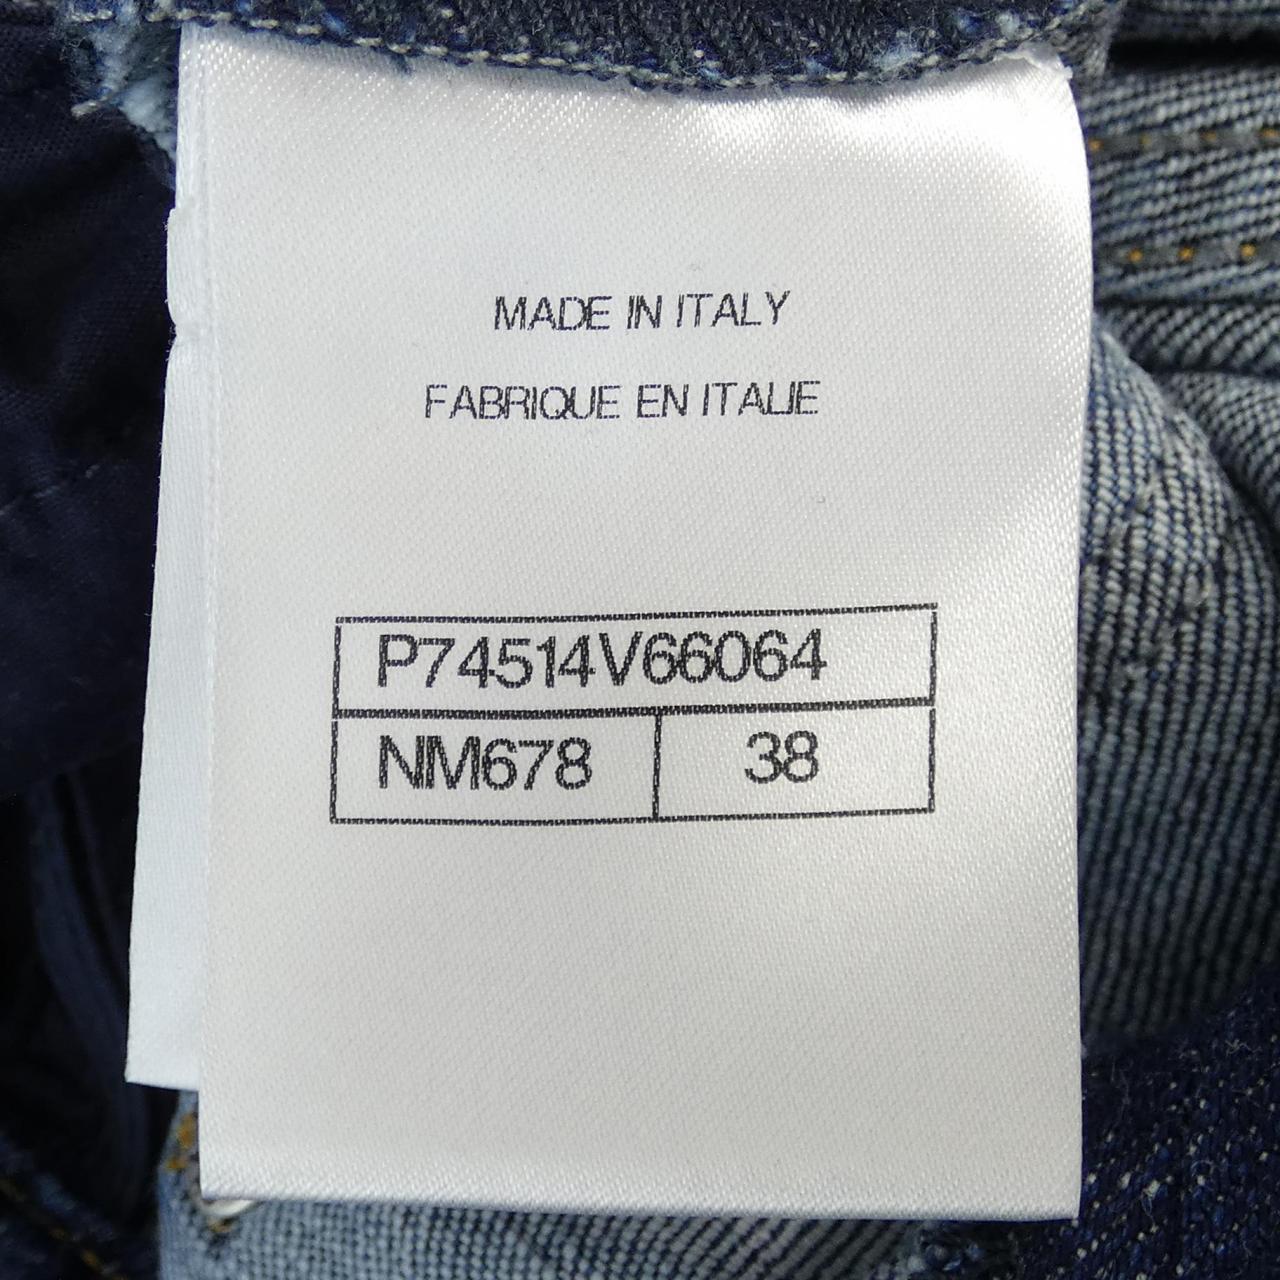 MADE IN ITALY
FABRIQUE EN ITALIE
P74514V66064
NM678 38